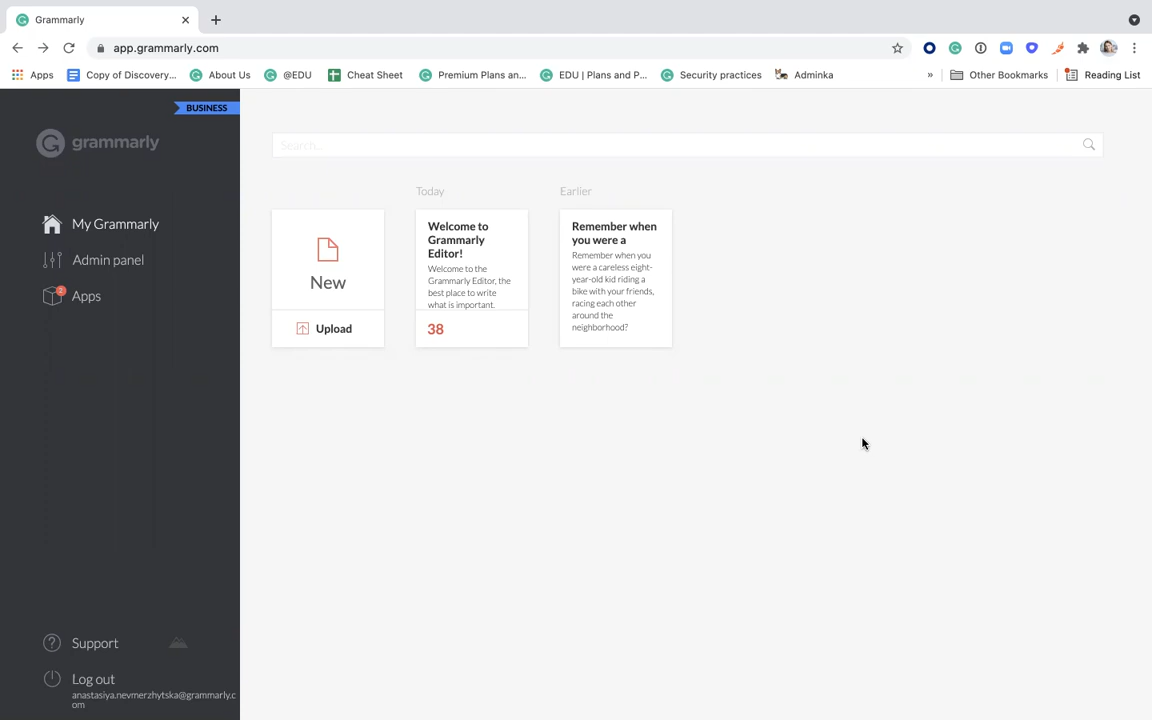 Grammarly
app.grammarly.com
Apps
Copy of Discovery...
About Us
@EDU
Cheat Sheet
Premium Plans an...
EDU | Plans and P...
Security practices
Adminka
»
Other Bookmarks
Reading List
BUSINESS
grammarly
My Grammarly
Admin panel
2
Apps
Support
Log out
anastasiya.nevmerzhytska@grammarly.c
om
Search...
Today
Earlier
New
Upload
Welcome to
Grammarly
Editor!
Welcome to the
Grammarly Editor, the
best place to write
what is important.
38
Remember when
you were a
Remember when you
were a careless eight-
year-old kid riding a
bike with your friends,
racing each other
around the
neighborhood?